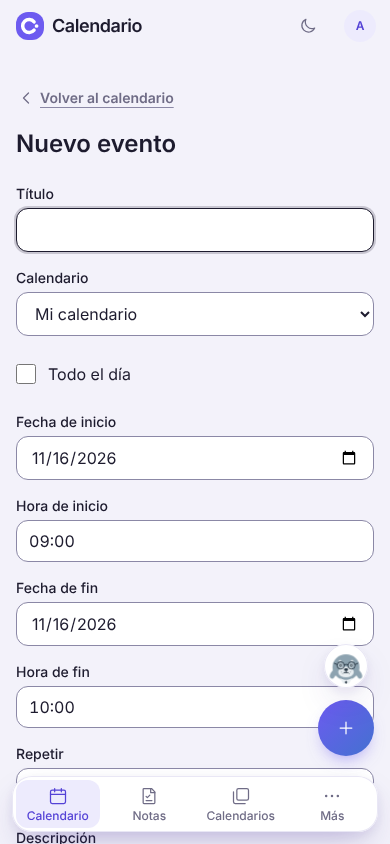 Calendario
A
Volver al calendario
Nuevo evento
Título
Calendario
Mi calendario
Todo el día
Fecha de inicio
11/16/2026
Hora de inicio
09:00
Fecha de fin
11/16/2026
Hora de fin
10:00
Repetir
Calendario
Notas
Calendarios
Más
Descripción